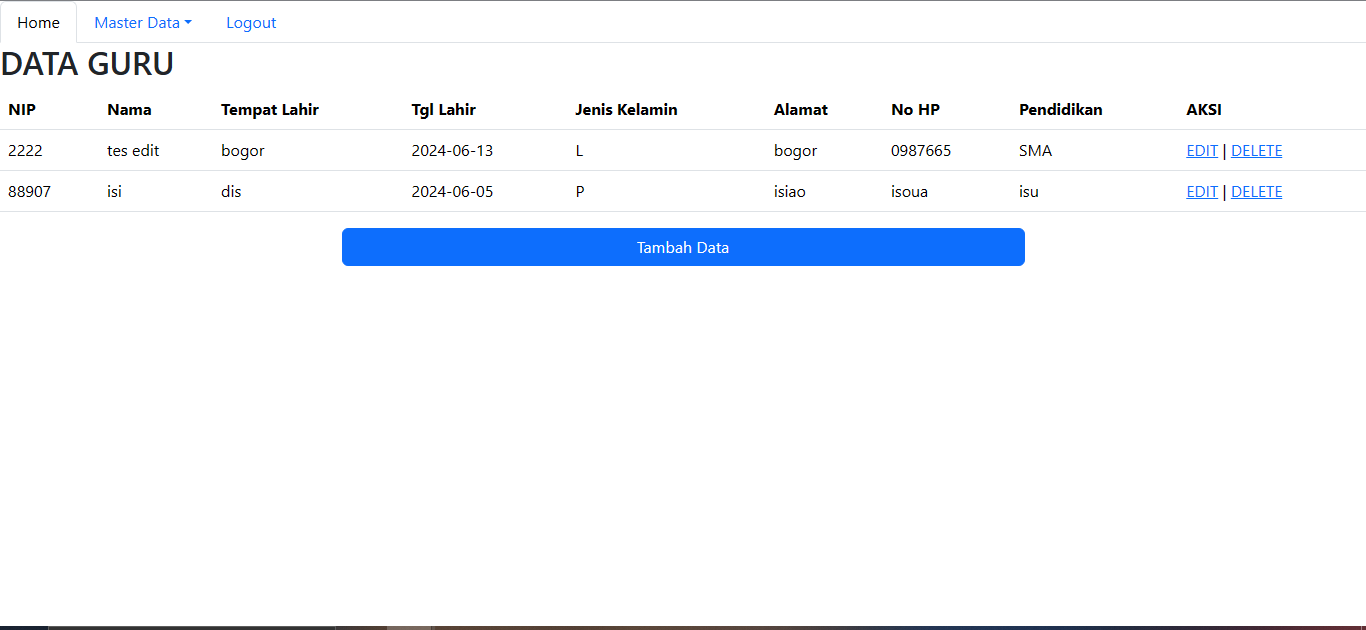 Home Master Data Logout
DATA GURU
NIP Nama Tempat Lahir Tgl Lahir Jenis Kelamin Alamat No HP Pendidikan AKSI
2222 tes edit bogor 2024-06-13 L bogor 0987665 SMA EDIT | DELETE
88907 isi dis 2024-06-05 P isiao isoua isu EDIT | DELETE
Tambah Data